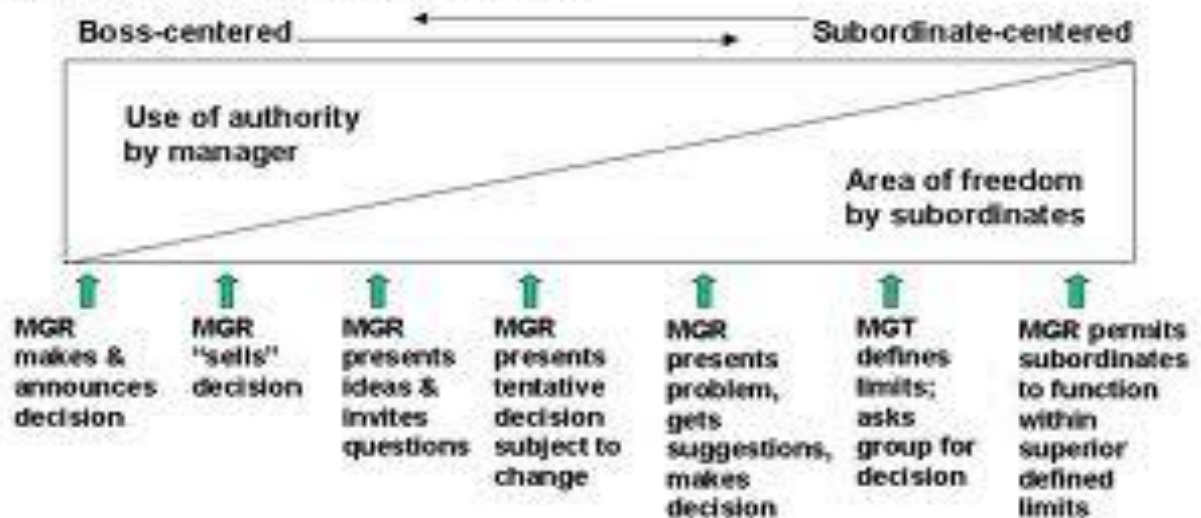 Boss-centered
Subordinate-centered
Use of authority
by manager
Area of freedom
by subordinates
MGR
makes &
announces
decision
MGR
"sells"
decision
MGR
presents
ideas &
invites
questions
MGR
presents
tentative
decision
subject to
change
MGR
presents
problem,
gets
suggestions,
makes
decision
MGT
defines
limits;
asks
group for
decision
MGR permits
subordinates
to function
within
superior
defined
limits